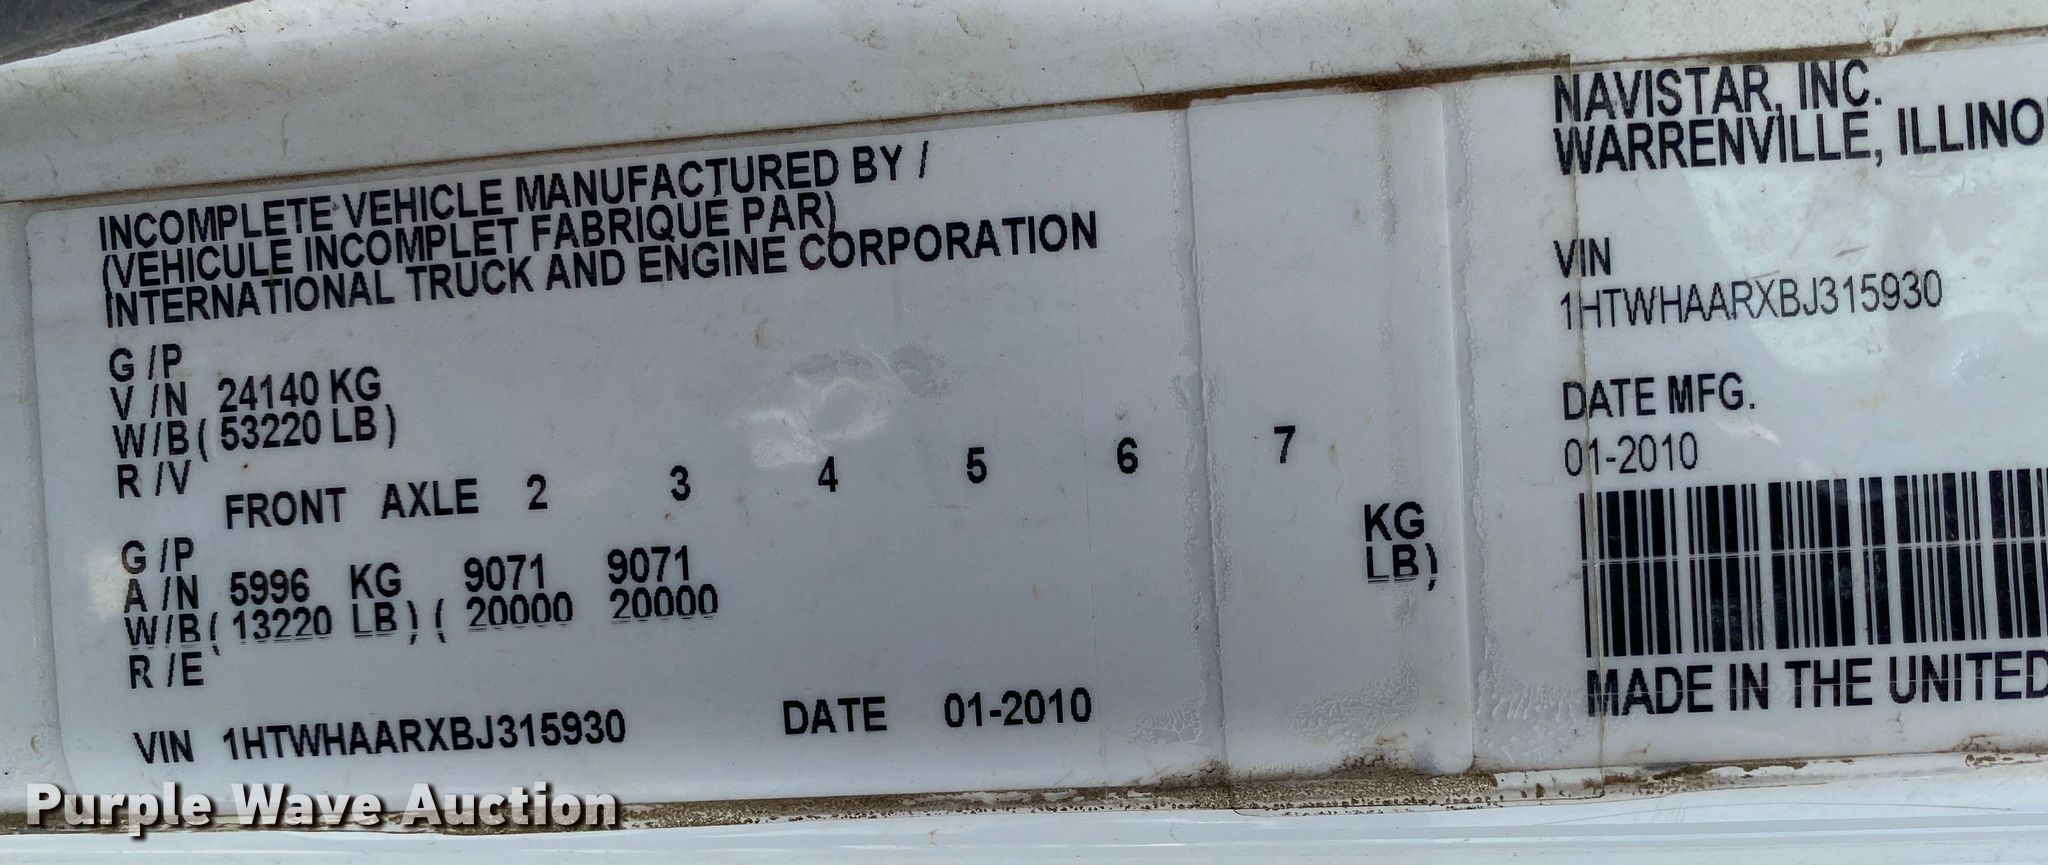 INCOMPLETE VEHICLE MANUFACTURED BY /
(VEHICULE INCOMPLET FABRIQUE PAR)
INTERNATIONAL TRUCK AND ENGINE CORPORATION
G /P
V /N 24140 KG
W/B ( 53220 LB )
R /V
FRONT AXLE 2 3 4 5 6 7
G /P
A /N 5996 KG 9071 9071 KG
W/B ( 13220 LB ) ( 20000 20000 LB )
R /E
VIN 1HTWHAARXBJ315930 DATE 01-2010
NAVISTAR, INC.
WARRENVILLE, ILLINO
VIN
1HTWHAARXBJ315930
DATE MFG.
01-2010
MADE IN THE UNITED
Purple Wave Auction